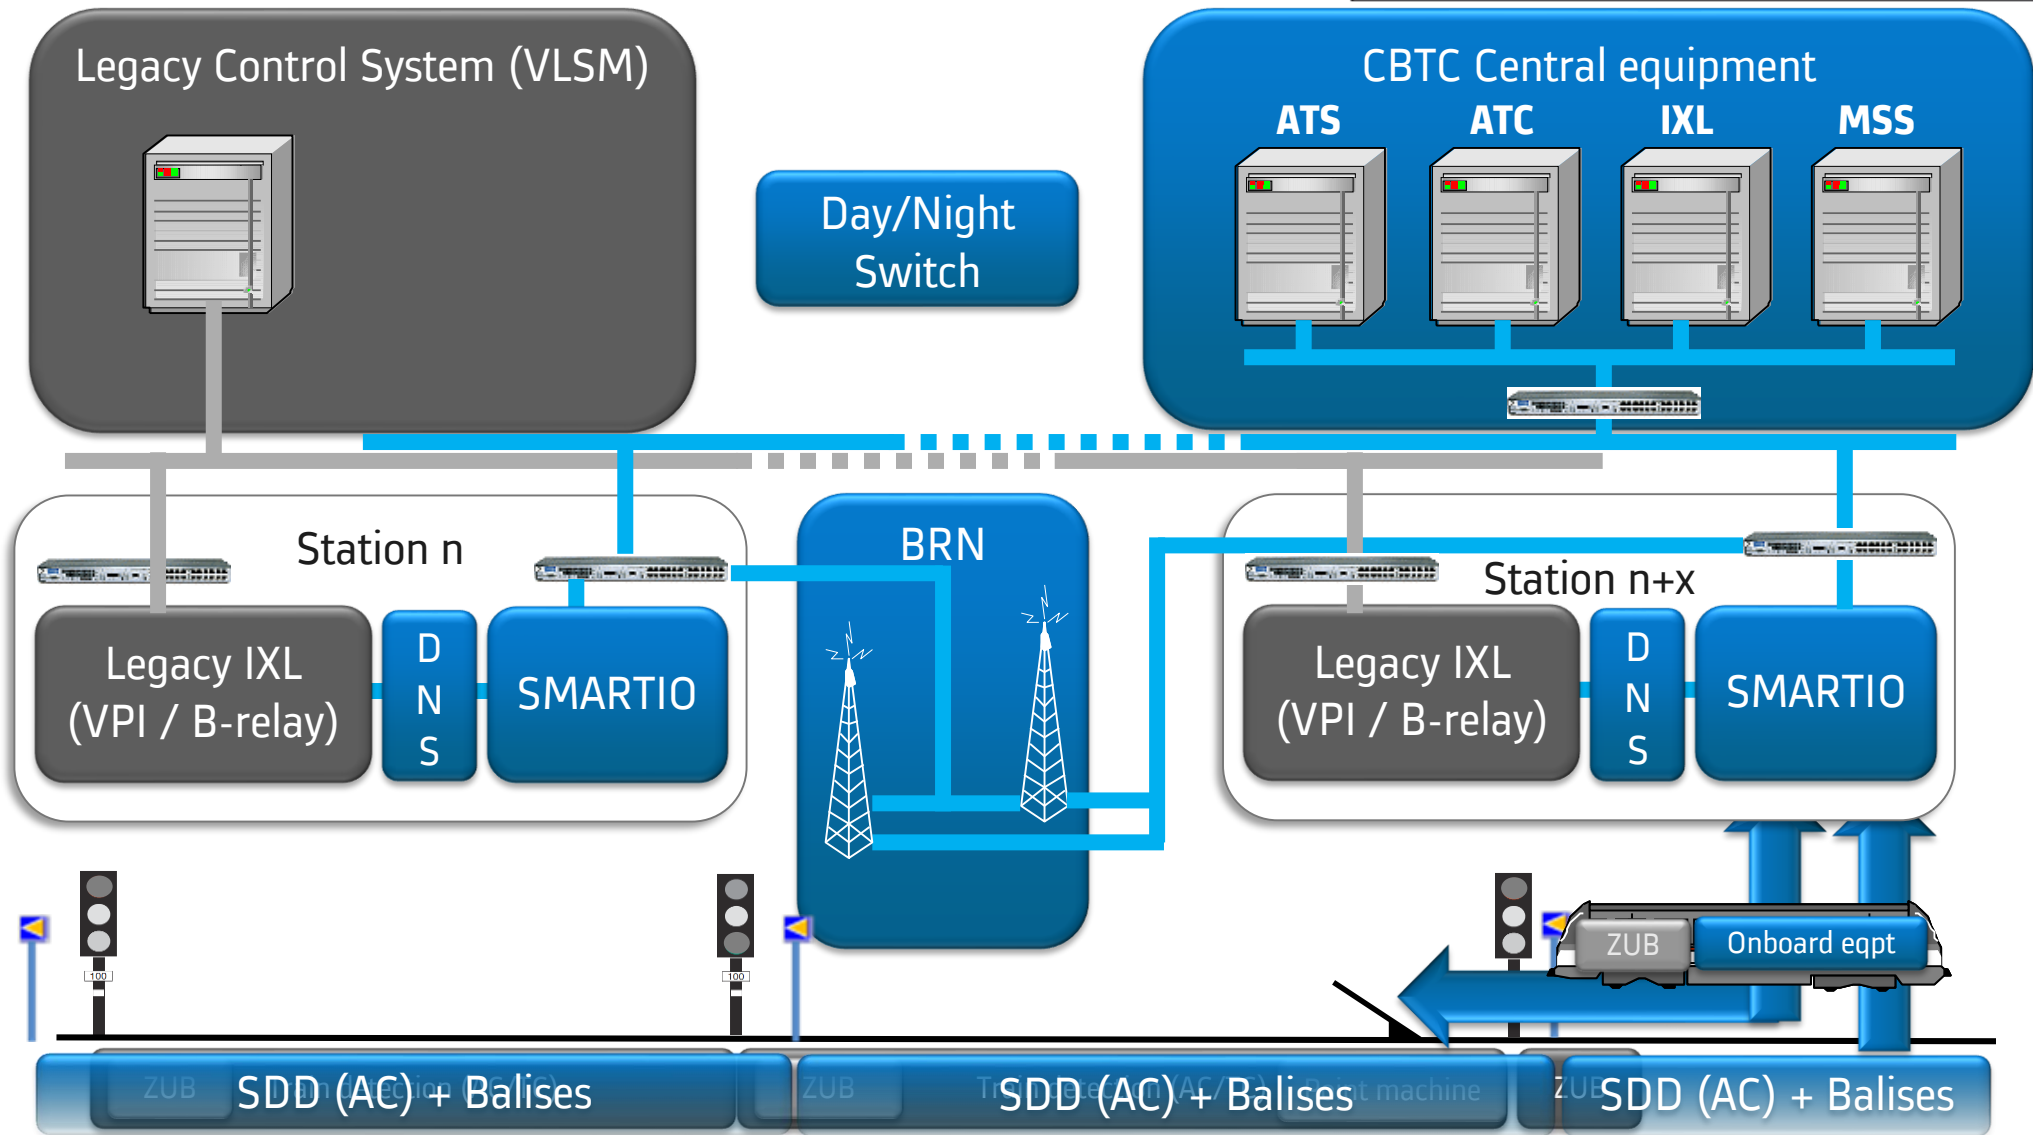 Legacy Control System (VLSM)
CBTC Central equipment
ATS
ATC
IXL
MSS
Day/Night
Switch
Station n
BRN
Station n+x
Legacy IXL
(VPI / B-relay)
D
N
S
SMARTIO
Legacy IXL
(VPI / B-relay)
D
N
S
SMARTIO
100
100
ZUB
Onboard eqpt
ZUB
SDD (AC) + Balises
ZUB
SDD (AC) + Balises
machine
ZUB
SDD (AC) + Balises